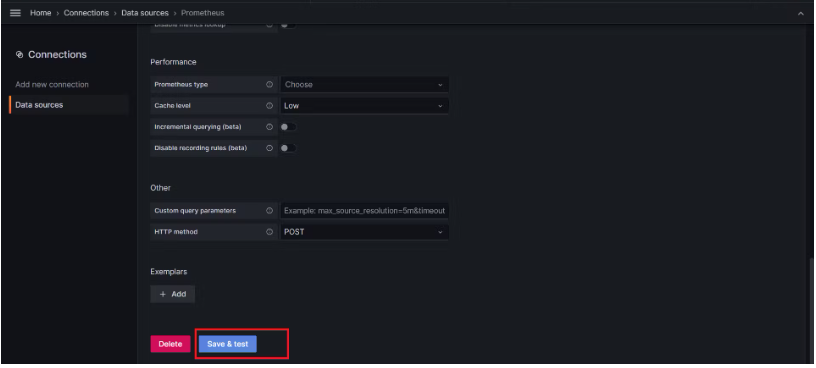 Home › Connections › Data sources › Prometheus
Disable metrics lookup
Connections
Add new connection
Data sources
Performance
Prometheus type
Choose
Cache level
Low
Incremental querying (beta)
Disable recording rules (beta)
Other
Custom query parameters
Example: max_source_resolution=5m&timeout
HTTP method
POST
Exemplars
+ Add
Delete
Save & test